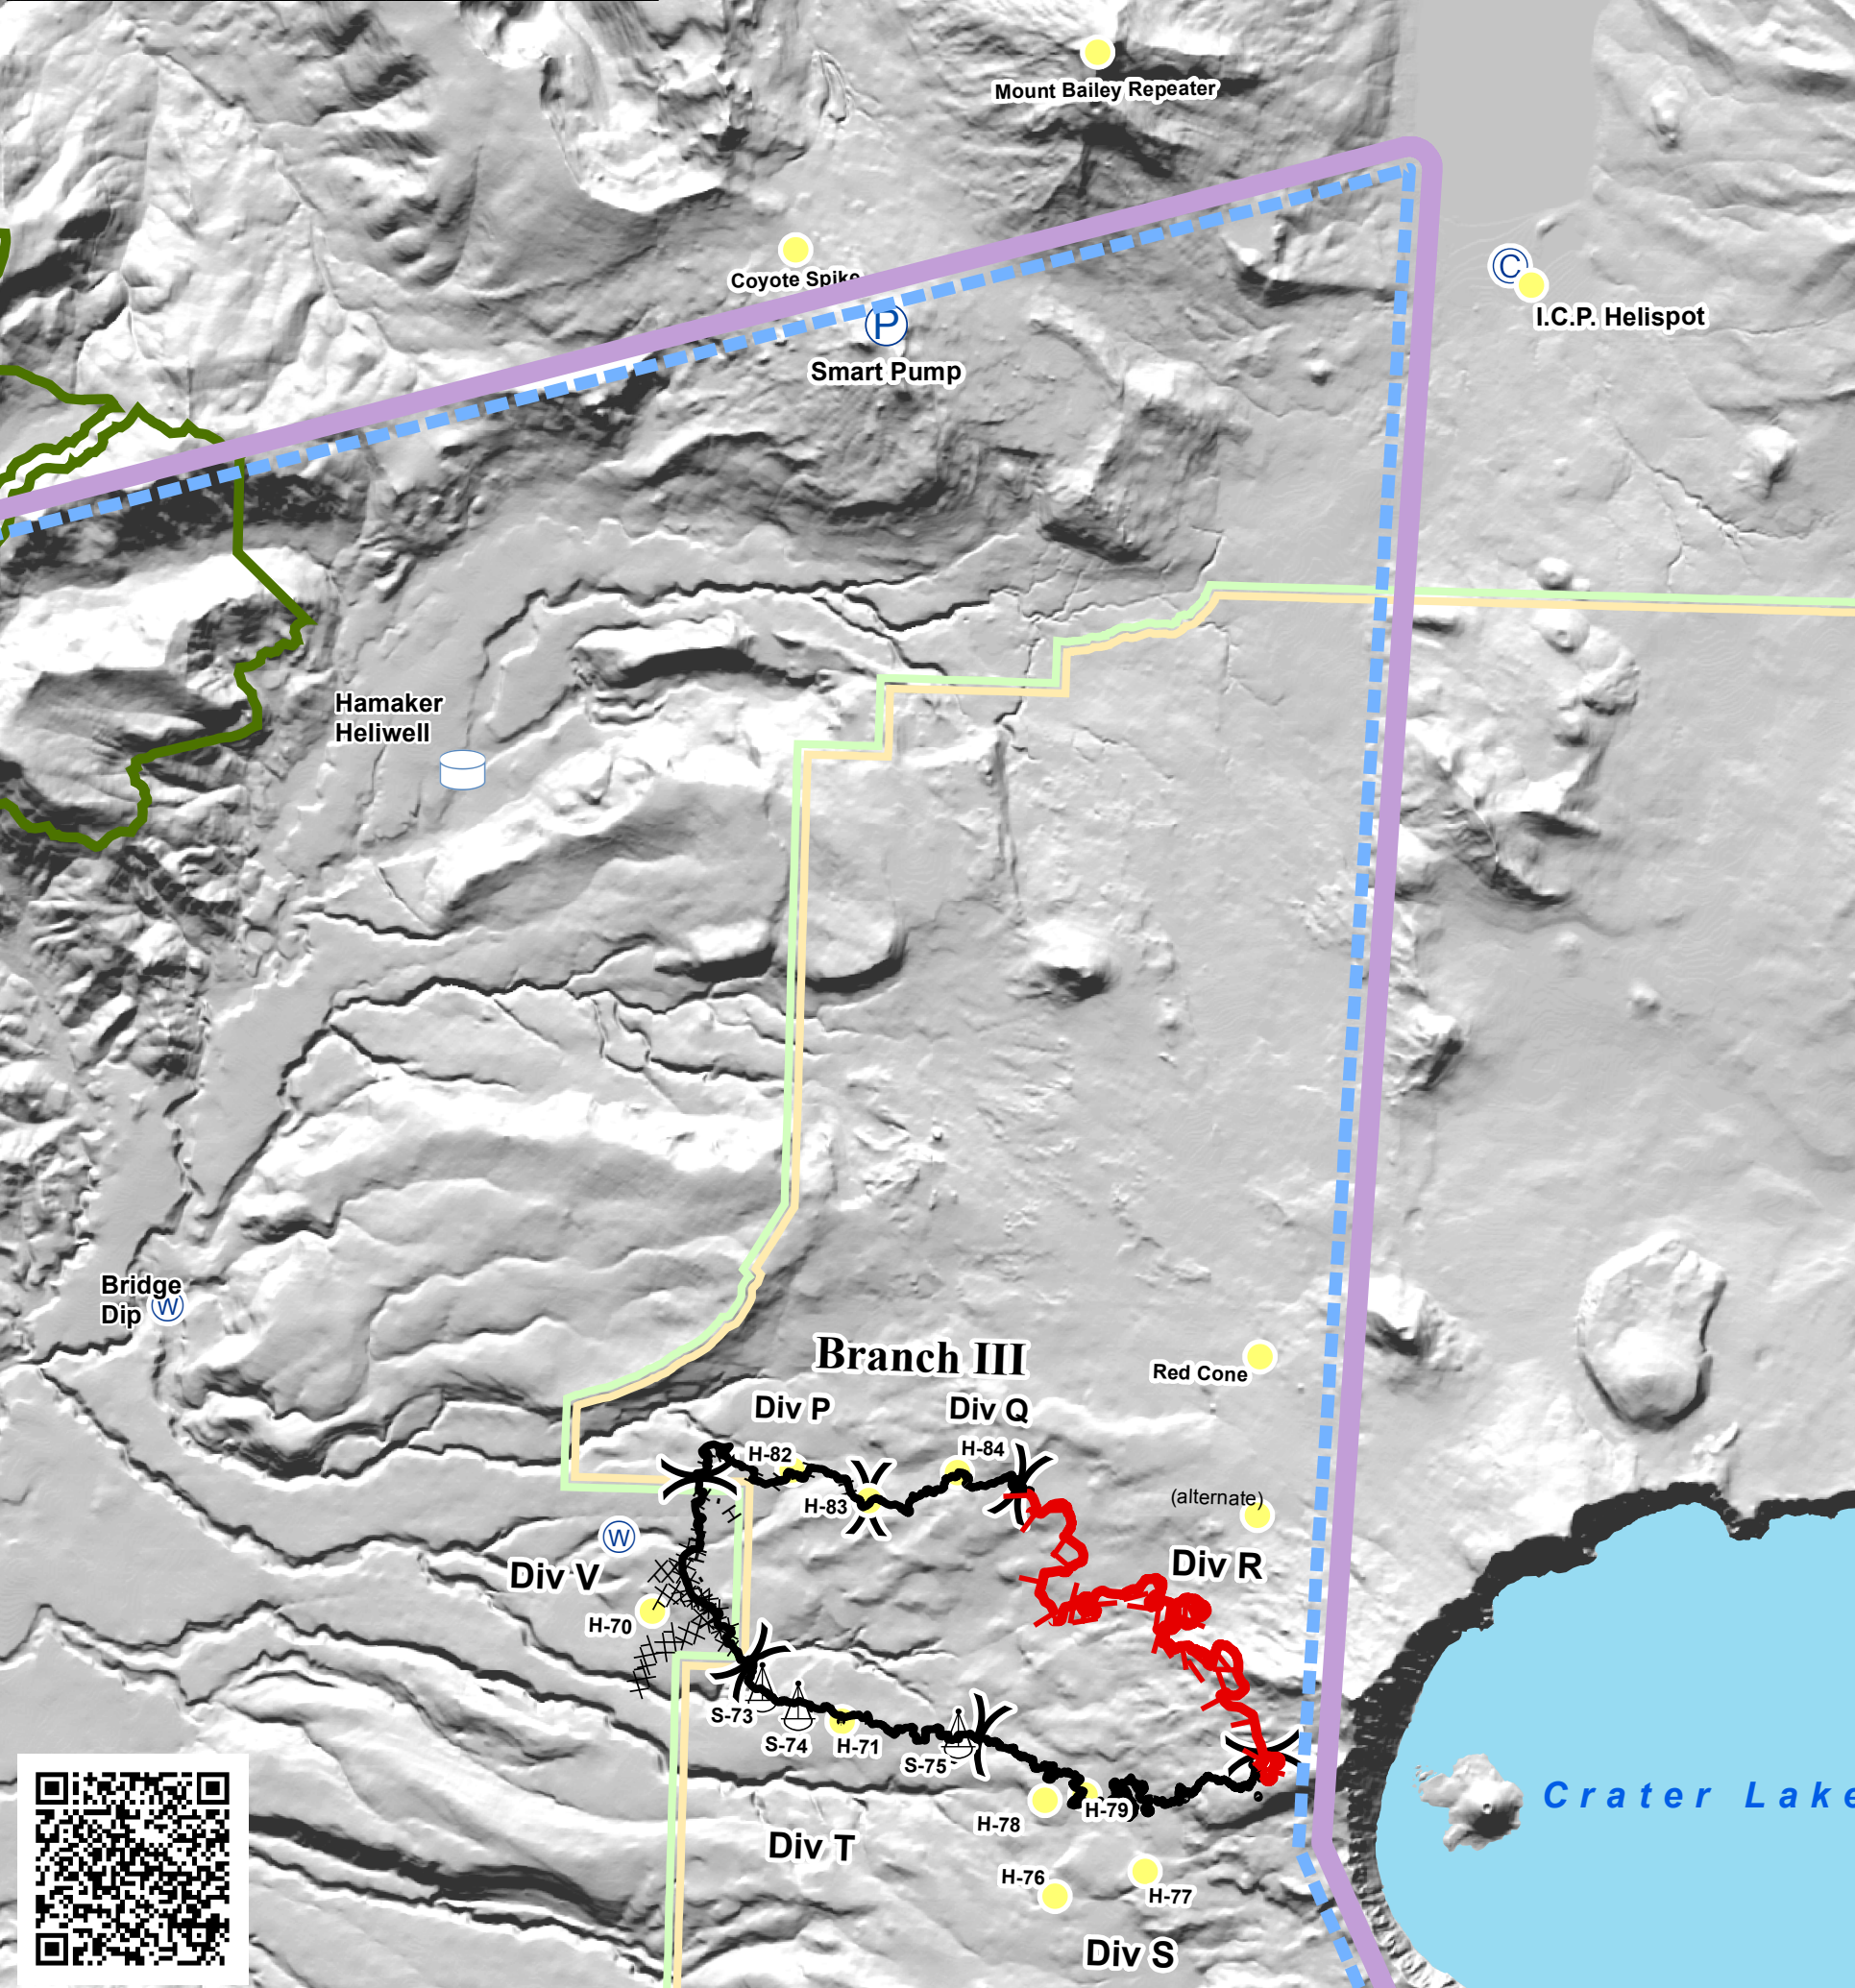 Mount Bailey Repeater
Coyote Spike
C
I.C.P. Helispot
P
Smart Pump
Hamaker
Heliwell
Bridge
Dip
W
Branch III
Red Cone
Div P
Div Q
H-82
H-84
H-83
(alternate)
H
W
Div V
Div R
H-70
S-73
S-74
H-71
S-75
H-79
H-78
Crater Lake
Div T
H-76
H-77
Div S